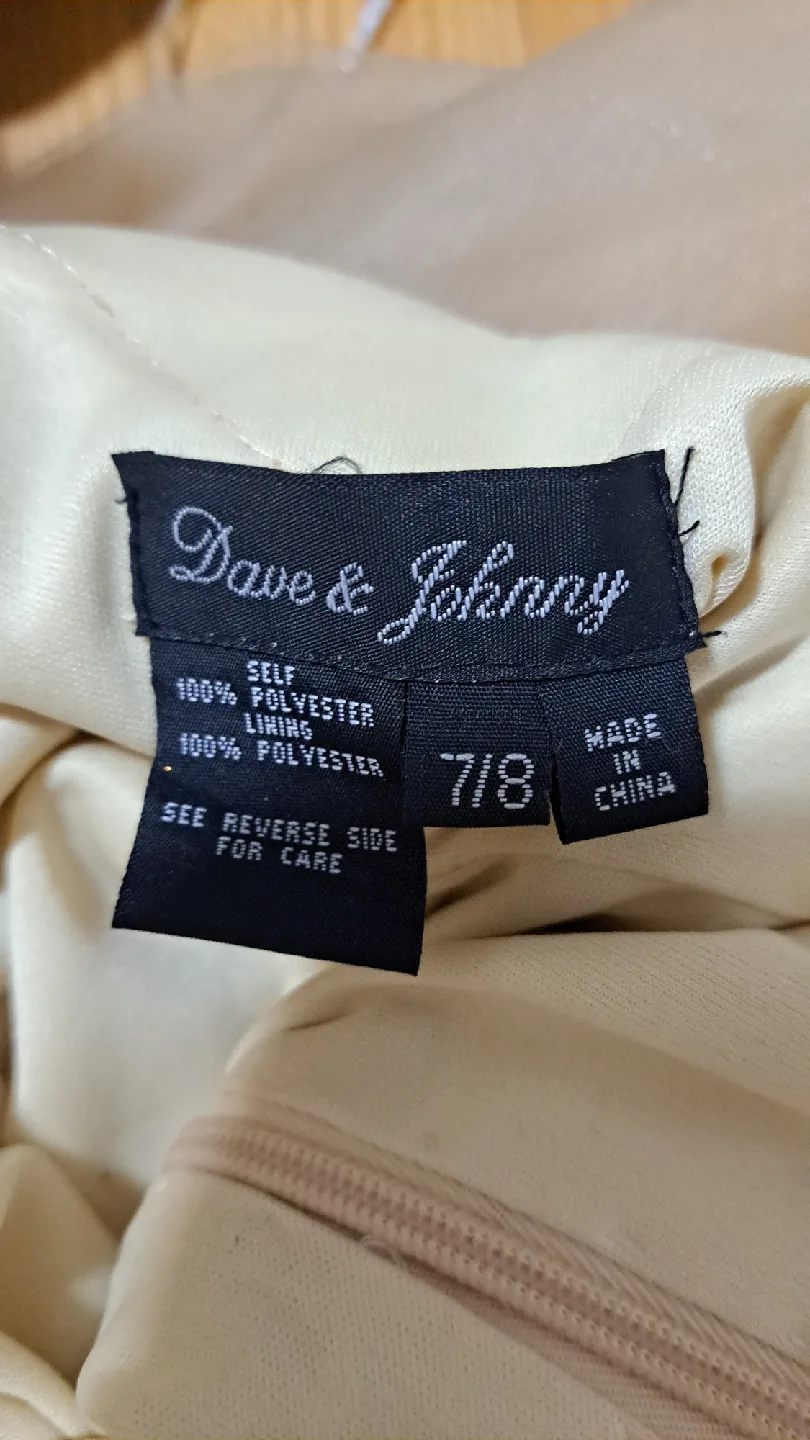 Dave & Johnny
SELF
100% POLYESTER
LINING
100% POLYESTER
SEE REVERSE SIDE
FOR CARE
7/8
MADE
IN
CHINA